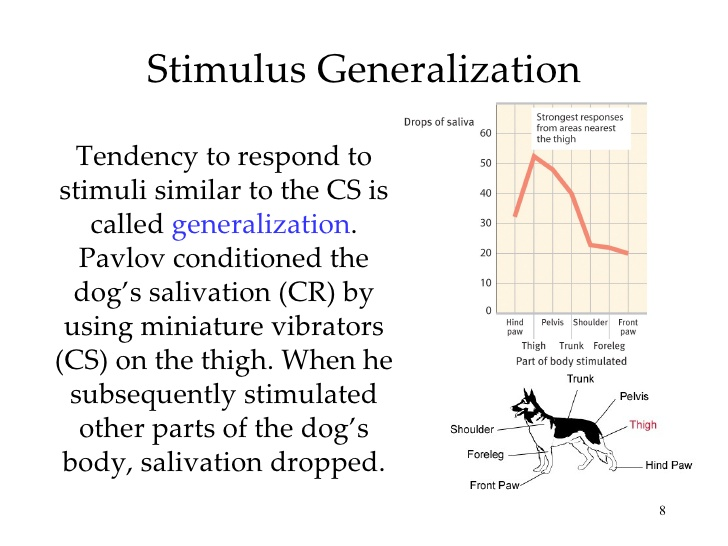 Stimulus Generalization
Tendency to respond to
stimuli similar to the CS is
called generalization.
Pavlov conditioned the
dog’s salivation (CR) by
using miniature vibrators
(CS) on the thigh. When he
subsequently stimulated
other parts of the dog’s
body, salivation dropped.
Drops of saliva
Strongest responses
from areas nearest
the thigh
60
50
40
30
20
10
0
Hind
paw
Pelvis
Shoulder
Front
paw
Thigh Trunk Foreleg
Part of body stimulated
Trunk
Pelvis
Thigh
Shoulder
Foreleg
Hind Paw
Front Paw
8